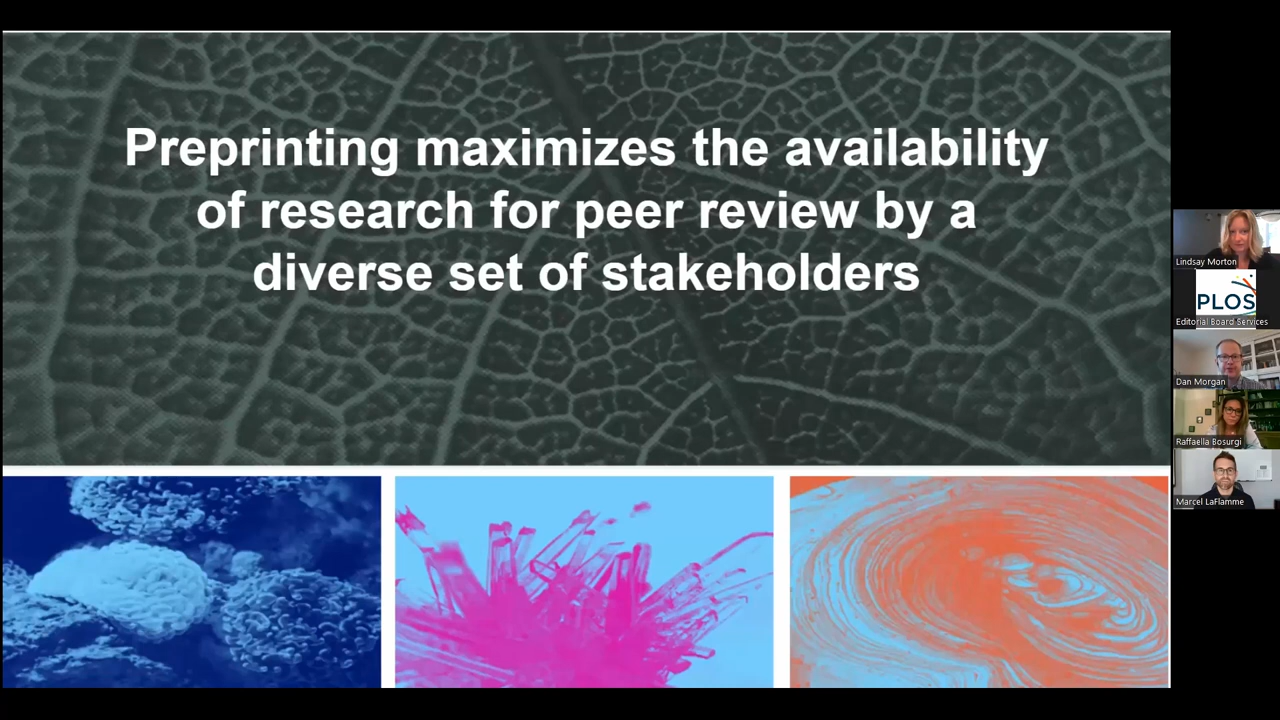 Preprinting maximizes the availability
of research for peer review by a
diverse set of stakeholders
Lindsay Morton
PLOS
Editorial Board Services
Dan Morgan
Raffaella Bosurgi
Marcel LaFlamme